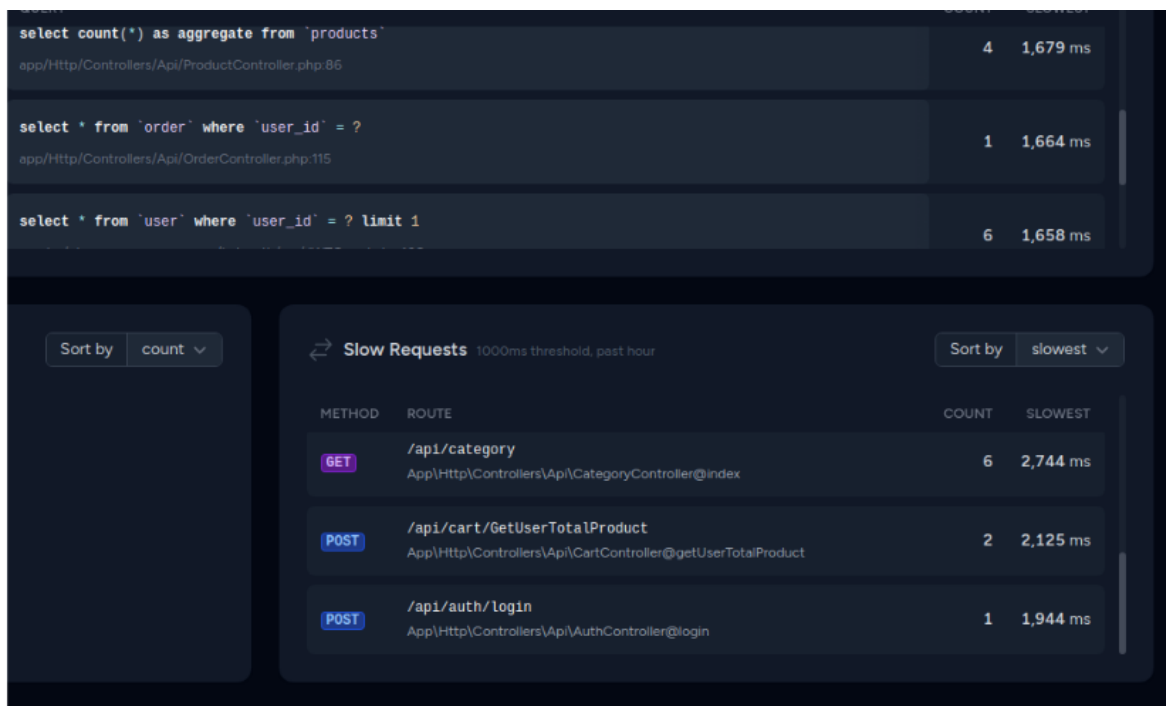 QUERY COUNT SLOWEST
select count(*) as aggregate from `products`
app/Http/Controllers/Api/ProductController.php:86
4 1,679 ms
select * from `order` where `user_id` = ?
app/Http/Controllers/Api/OrderController.php:115
1 1,664 ms
select * from `user` where `user_id` = ? limit 1
6 1,658 ms
Sort by count
Slow Requests 1000ms threshold, past hour
Sort by slowest
METHOD ROUTE COUNT SLOWEST
GET
/api/category
App\Http\Controllers\Api\CategoryController@index
6 2,744 ms
POST
/api/cart/GetUserTotalProduct
App\Http\Controllers\Api\CartController@getUserTotalProduct
2 2,125 ms
POST
/api/auth/login
App\Http\Controllers\Api\AuthController@login
1 1,944 ms